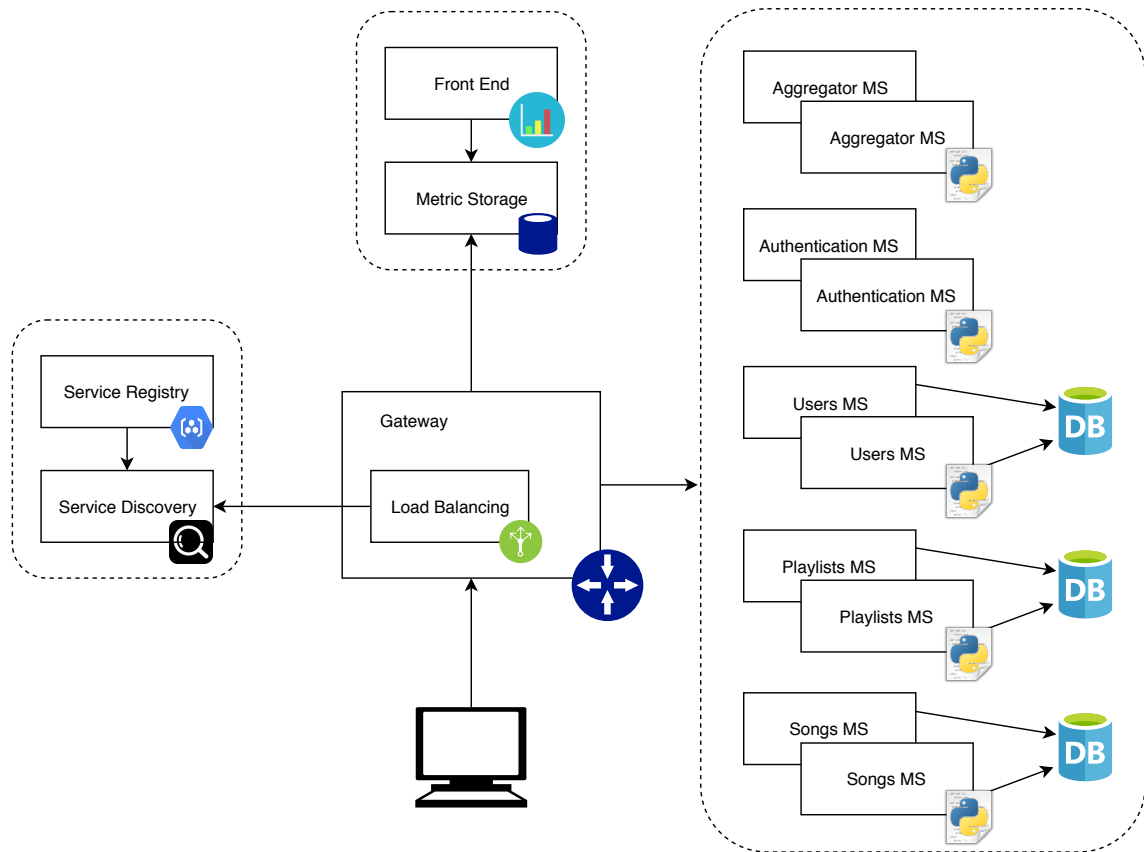 Front End
Metric Storage
Service Registry
Service Discovery
Gateway
Load Balancing
Aggregator MS
Aggregator MS
Authentication MS
Authentication MS
Users MS
Users MS
DB
Playlists MS
Playlists MS
DB
Songs MS
Songs MS
DB